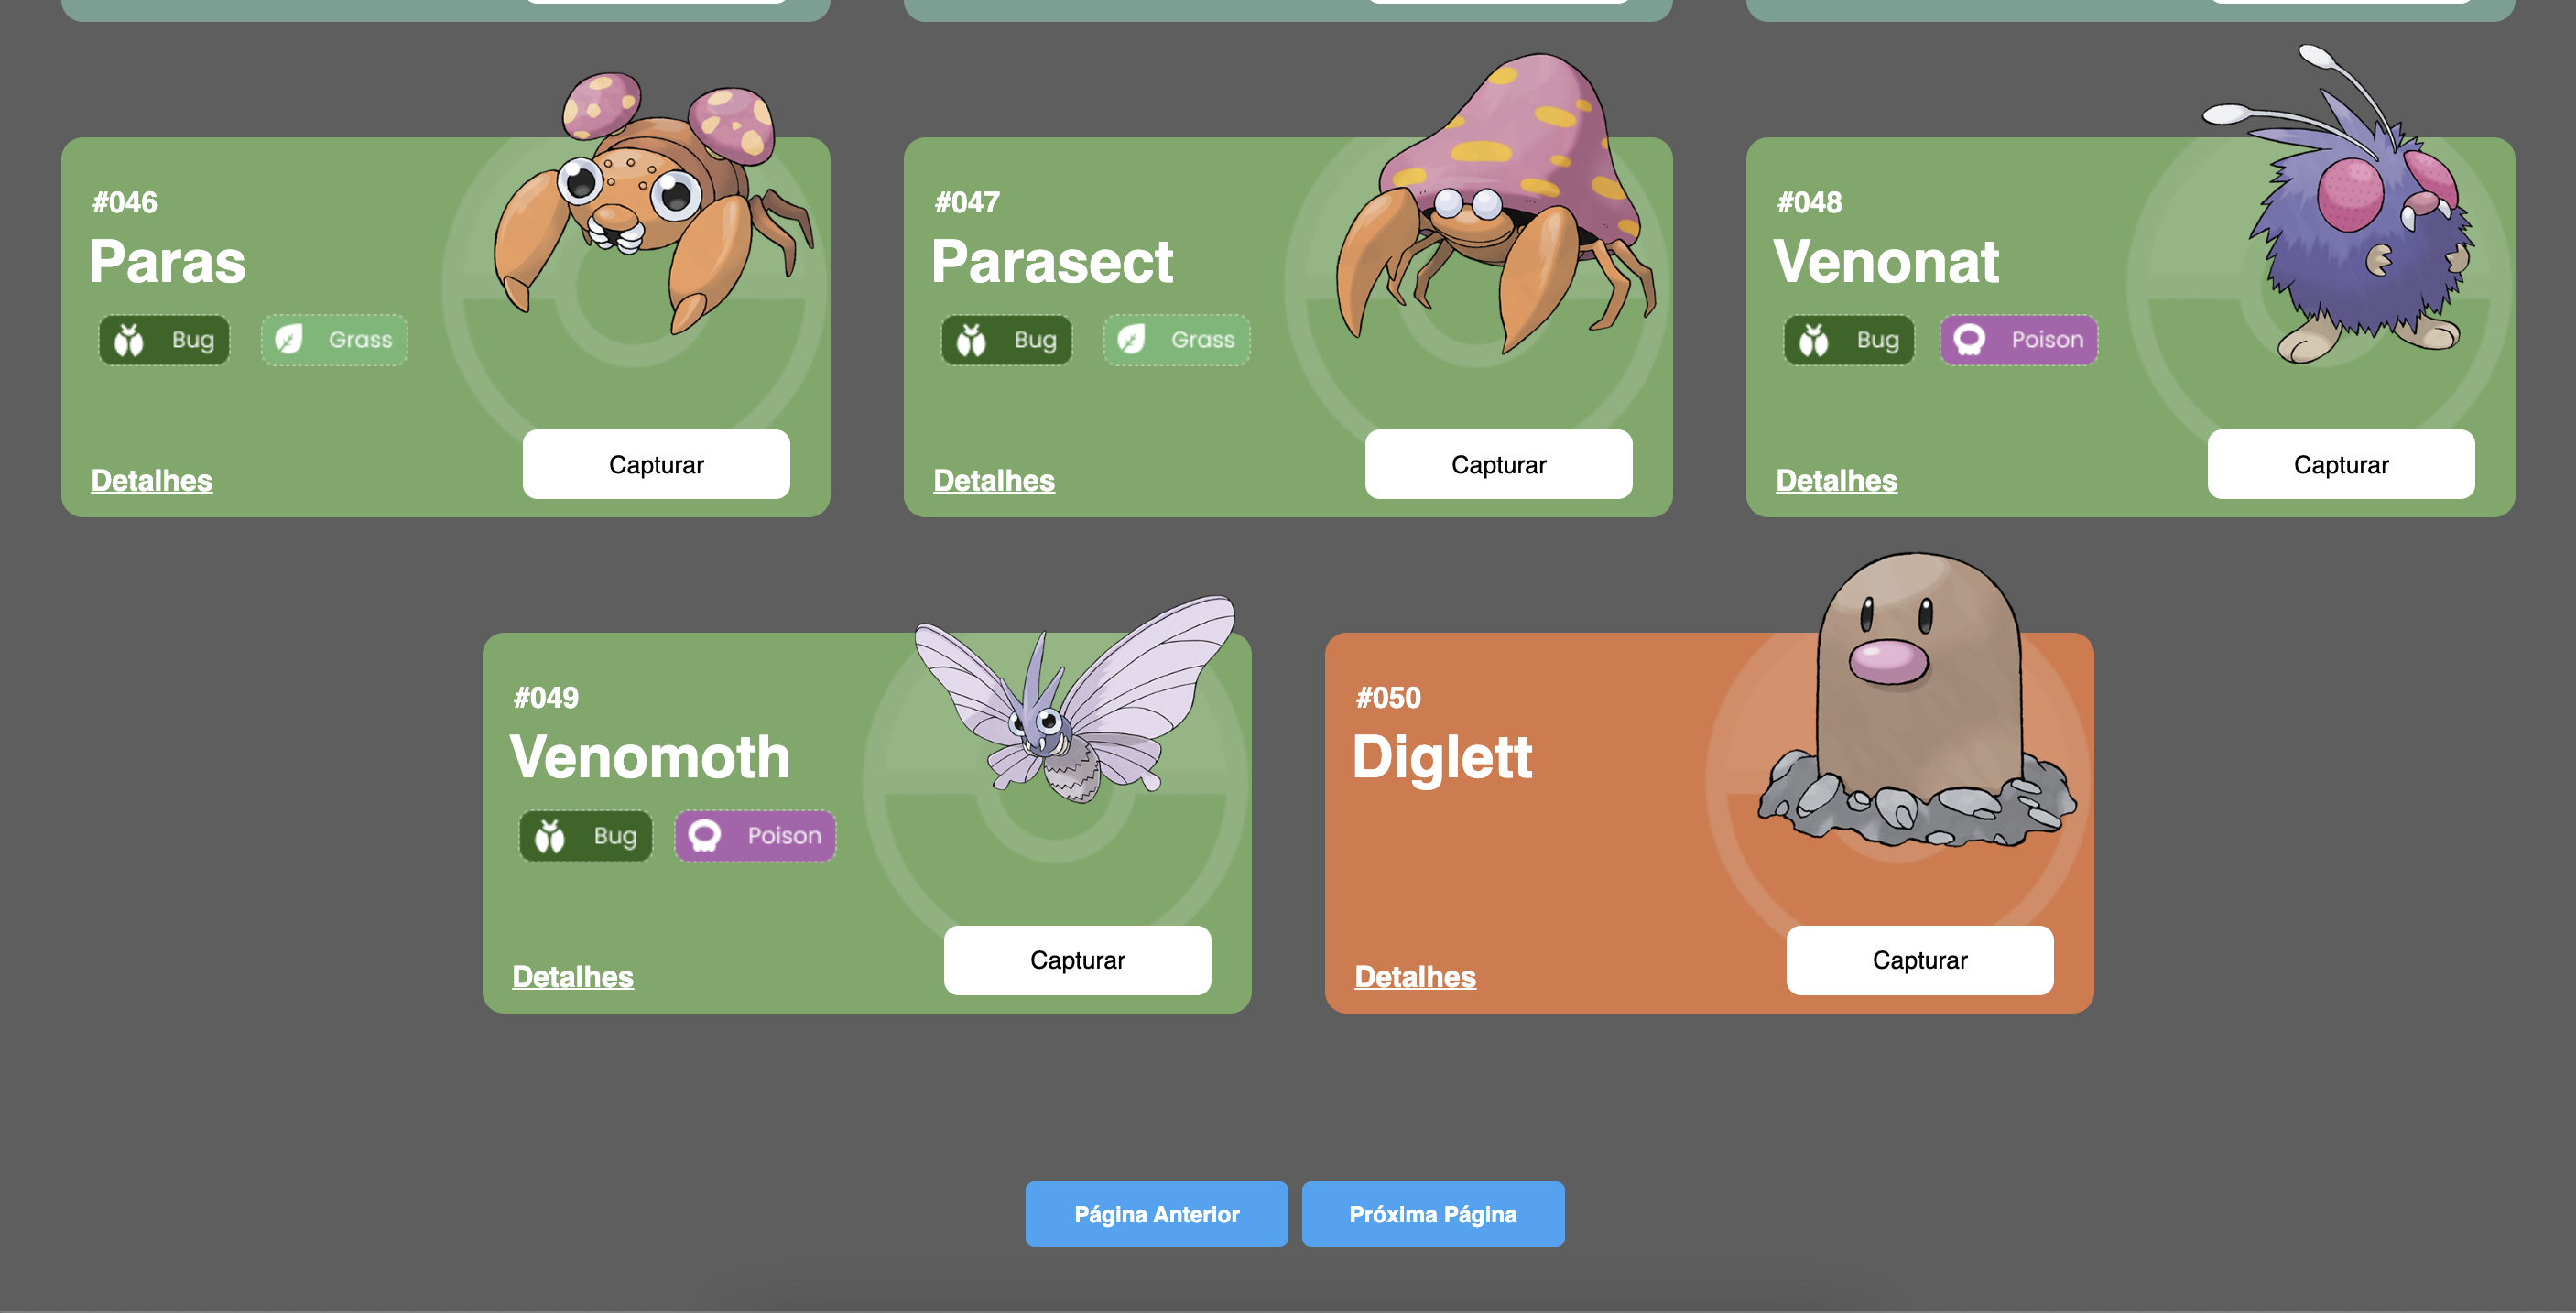 #046
Paras
Bug Grass
Detalhes
Capturar
#047
Parasect
Bug Grass
Detalhes
Capturar
#048
Venonat
Bug Poison
Detalhes
Capturar
#049
Venomoth
Bug Poison
Detalhes
Capturar
#050
Diglett
Detalhes
Capturar
Página Anterior
Próxima Página